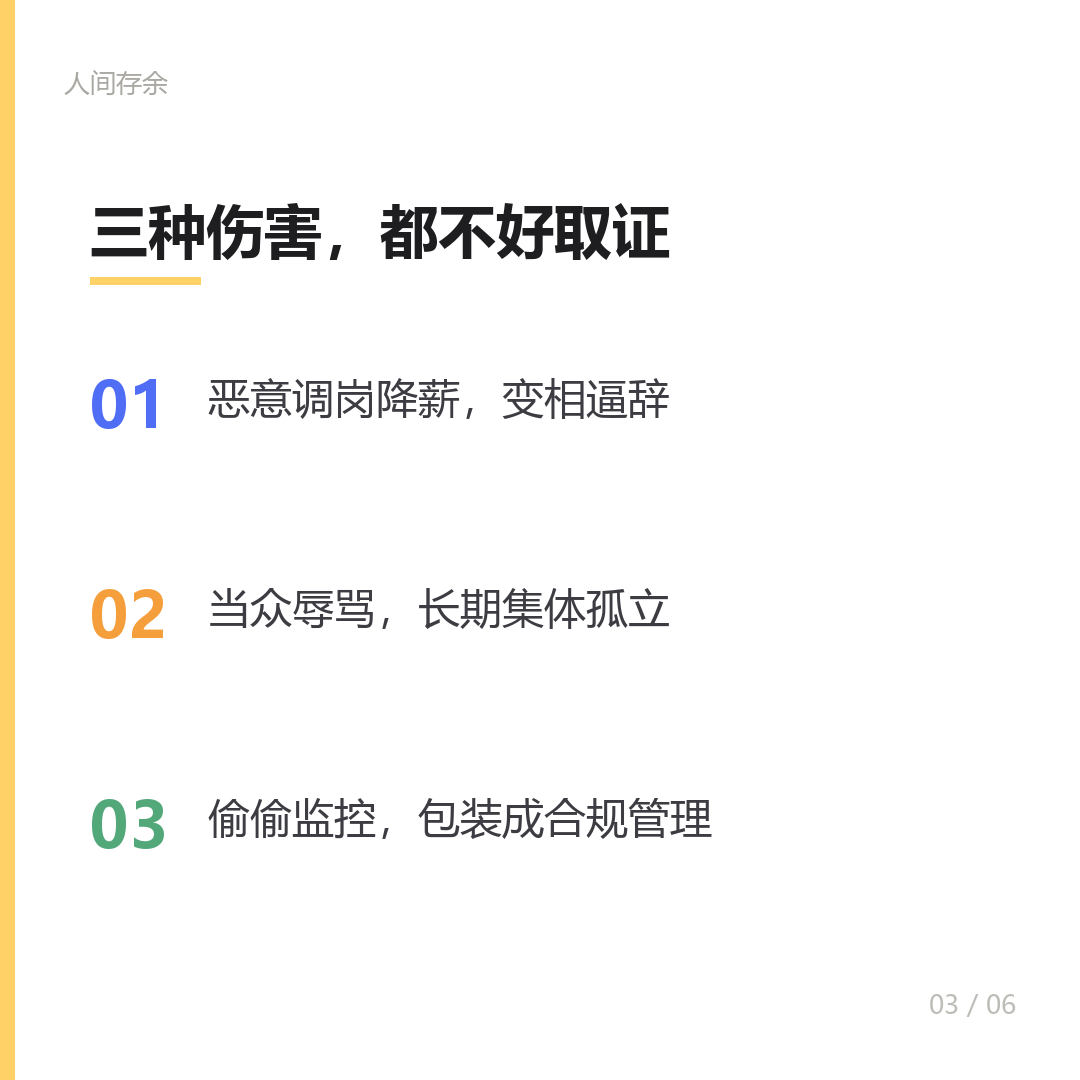 人间存余
三种伤害，都不好取证
01 恶意调岗降薪，变相逼辞
02 当众辱骂，长期集体孤立
03 偷偷监控，包装成合规管理
03 / 06